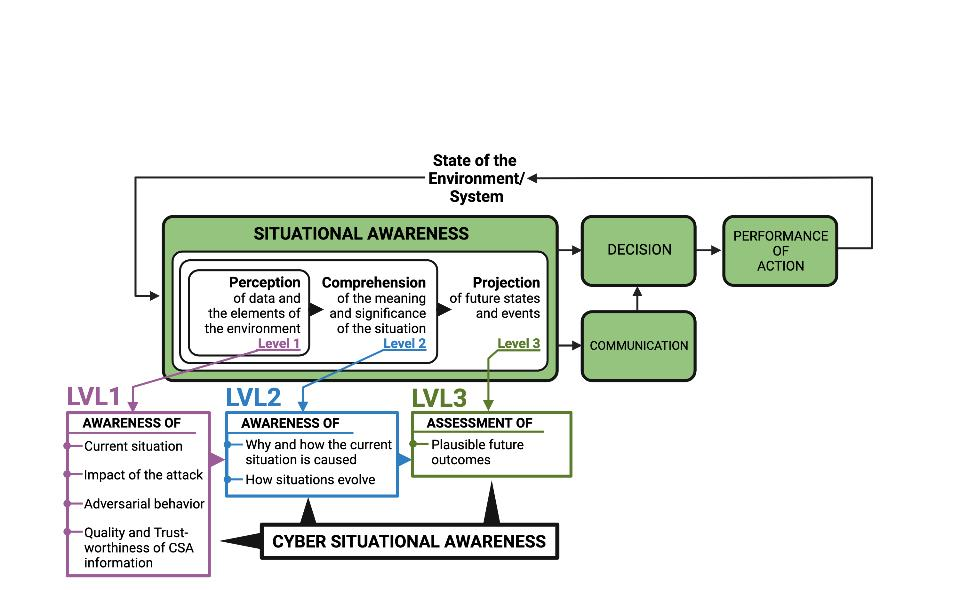 State of the
Environment/
System
SITUATIONAL AWARENESS
Perception
of data and
the elements of
the environment
Level 1
Comprehension
of the meaning
and significance
of the situation
Level 2
Projection
of future states
and events
Level 3
DECISION
PERFORMANCE
OF
ACTION
COMMUNICATION
LVL1
AWARENESS OF
Current situation
Impact of the attack
Adversarial behavior
Quality and Trust-
worthiness of CSA
information
LVL2
AWARENESS OF
Why and how the current
situation is caused
How situations evolve
LVL3
ASSESSMENT OF
Plausible future
outcomes
CYBER SITUATIONAL AWARENESS